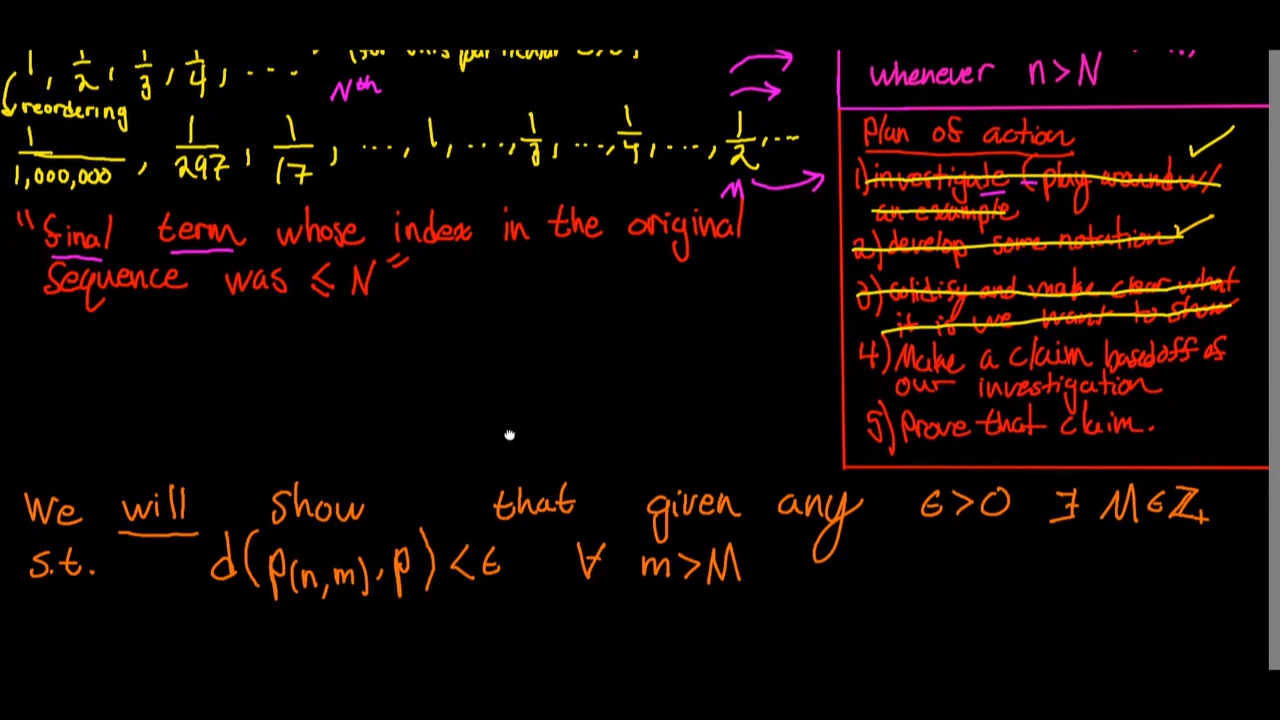 1, 1/2, 1/3, 1/4, ...
Nth
reordering
1/1,000,000, 1/297, 1/17, ..., 1, ..., 1/3, ..., 1/4, ..., 1/2, ...
M
"final term whose index in the original
sequence was ≤ N"
whenever n>N
Plan of action
1) investigate (play around w/
an example
2) develop some notation
3) solidify and make clear what
it is we want to show
4) Make a claim based off of
our investigation
5) Prove that claim.
We will show that given any ε>0 ∃ M∈ℤ+
s.t. d(p(n,m), p) < ε ∀ m>M